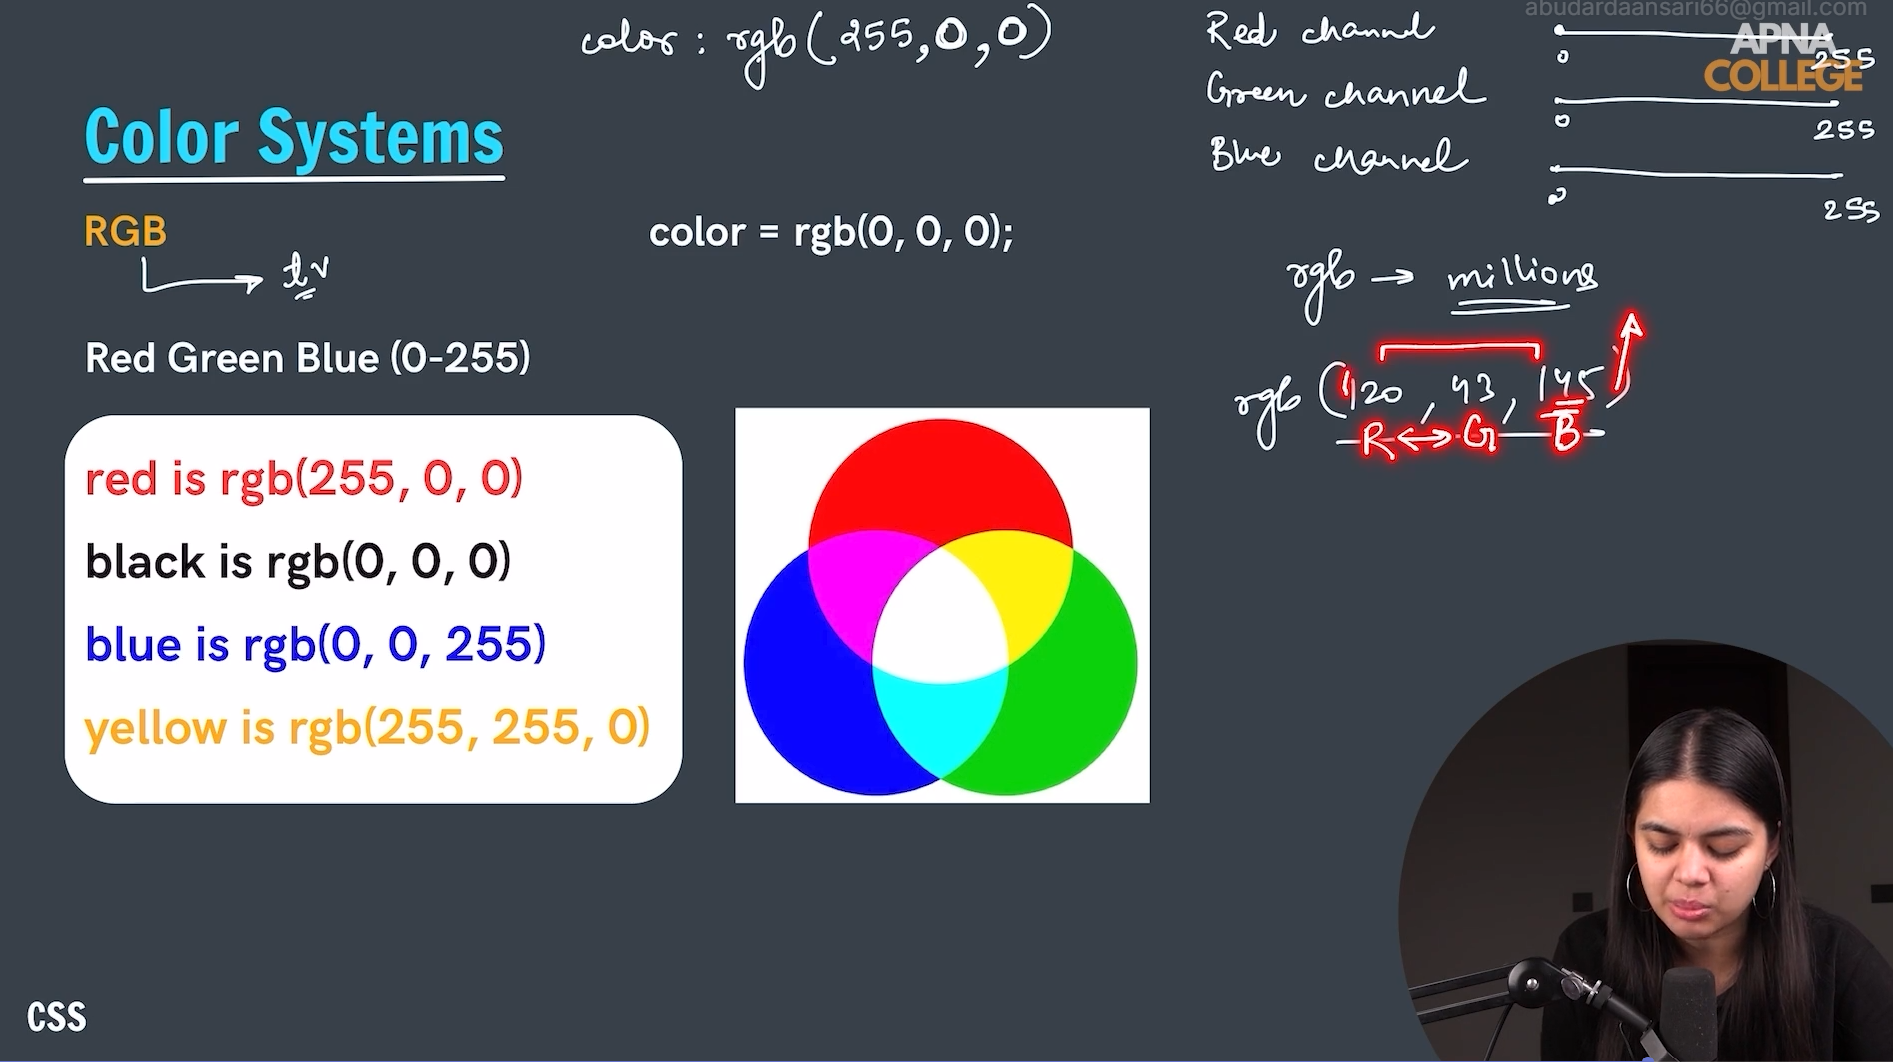 color : rgb(255,0,0)
Red channel
0 255
Green channel
0 255
Blue channel
0 255
abudardaansari66@gmail.com
APNA
COLLEGE
Color Systems
RGB
color = rgb(0, 0, 0);
rgb → millions
Red Green Blue (0-255)
rgb (120, 43, 145)
R ↔ G B
red is rgb(255, 0, 0)
black is rgb(0, 0, 0)
blue is rgb(0, 0, 255)
yellow is rgb(255, 255, 0)
CSS